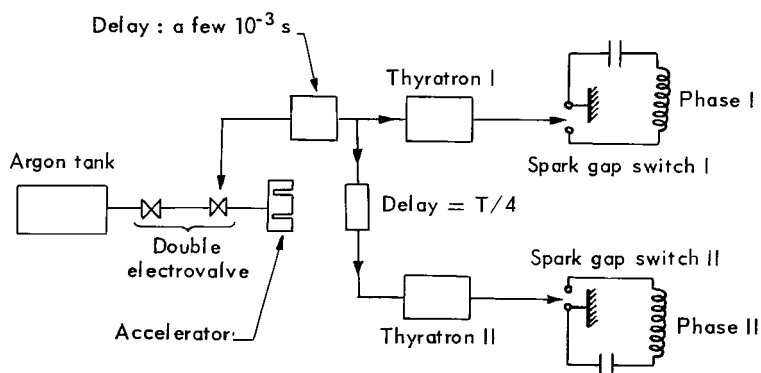 Delay : a few 10⁻³ s
Thyratron I
Phase I
Spark gap switch I
Argon tank
Delay = T/4
Double
electrovalve
Spark gap switch II
Accelerator
Thyratron II
Phase II